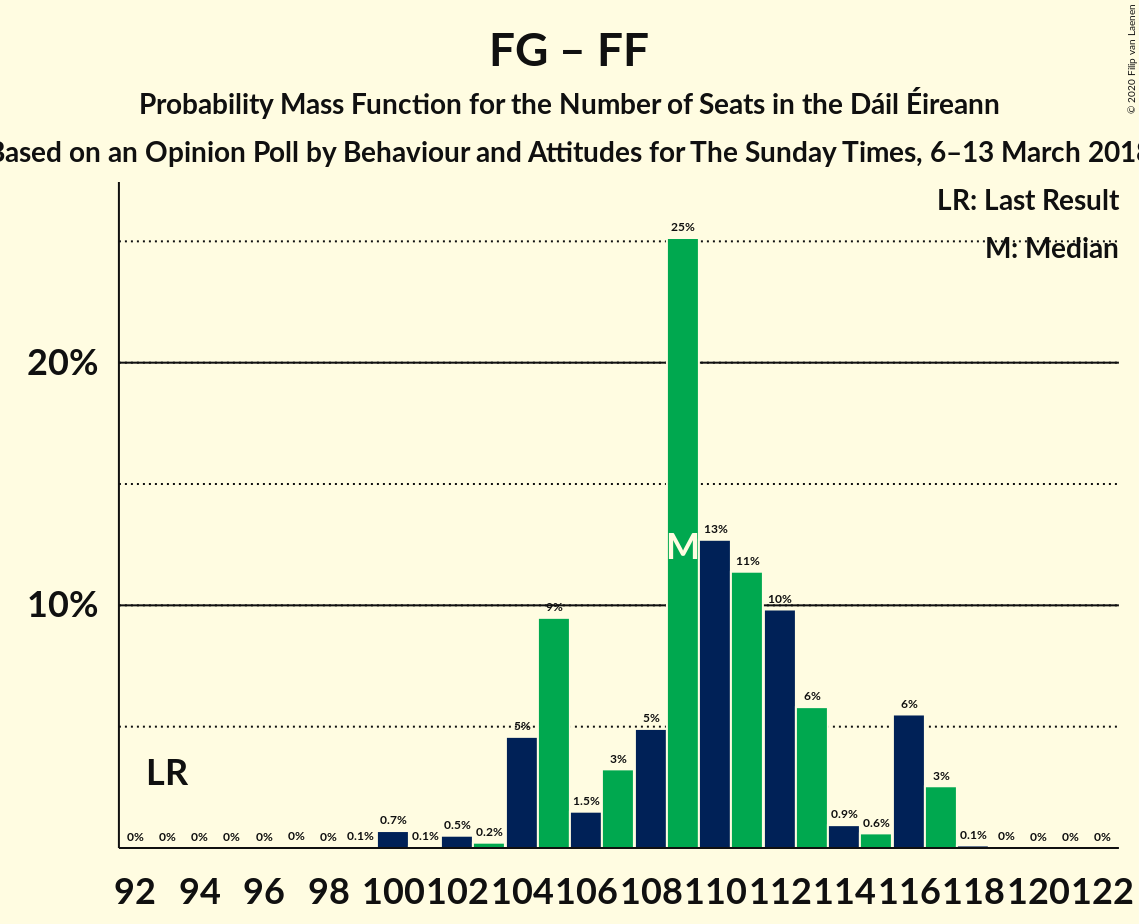 FG – FF
Probability Mass Function for the Number of Seats in the Dáil Éireann
Based on an Opinion Poll by Behaviour and Attitudes for The Sunday Times, 6–13 March 2018
© 2020 Filip van Laenen
LR: Last Result
M: Median
20%
10%
LR
M
0% 0% 0% 0% 0% 0% 0% 0.1% 0.7% 0.1% 0.5% 0.2% 5% 9% 1.5% 3% 5% 25% 13% 11% 10% 6% 0.9% 0.6% 6% 3% 0.1% 0% 0% 0% 0%
92 94 96 98 100 102 104 106 108 110 112 114 116 118 120 122